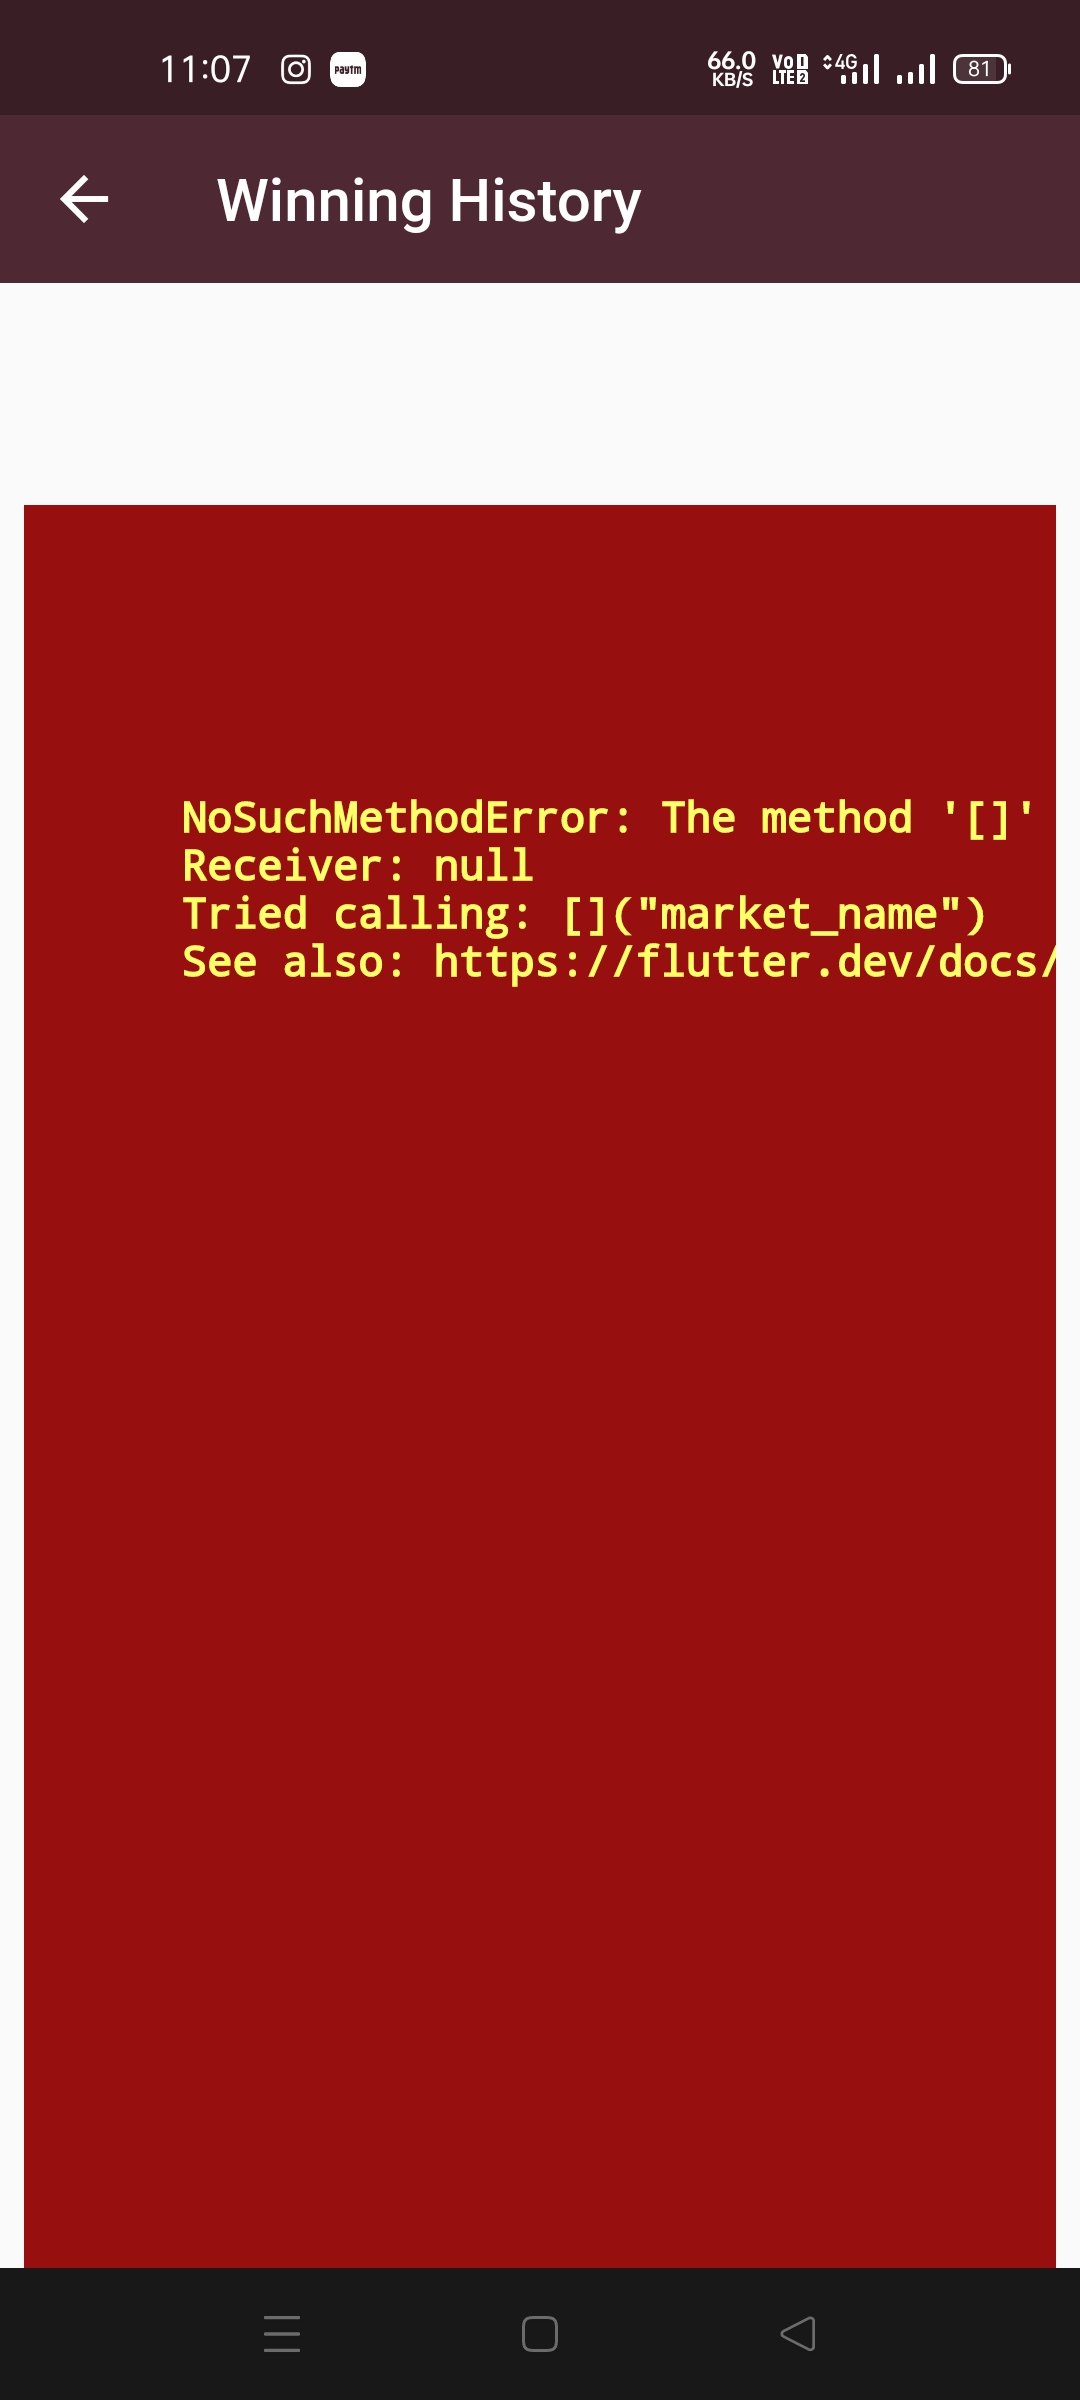 11:07 paytm 66.0 KB/S Vo 1 LTE 2 4G 81
Winning History
NoSuchMethodError: The method '[]'
Receiver: null
Tried calling: []("market_name")
See also: https://flutter.dev/docs/